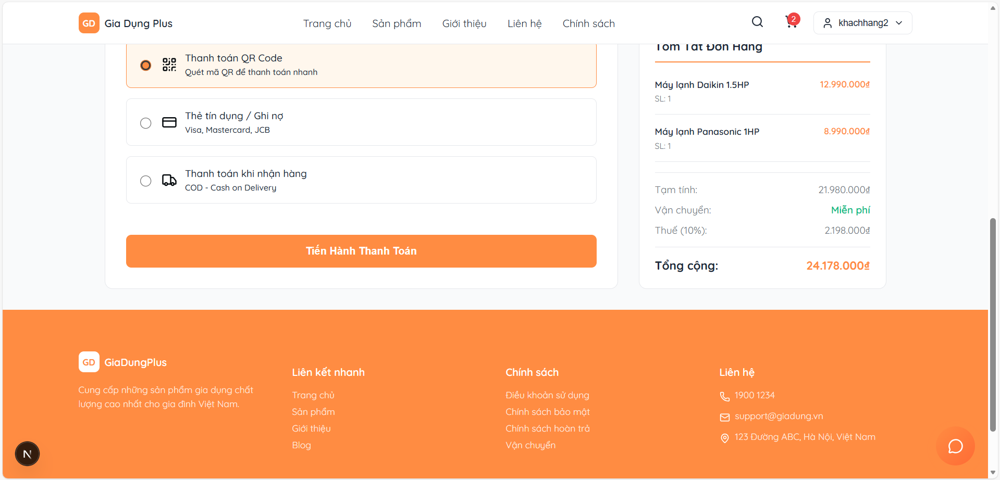 GD Gia Dụng Plus
Trang chủ Sản phẩm Giới thiệu Liên hệ Chính sách
2
khachhang2
Thanh toán QR Code
Quét mã QR để thanh toán nhanh
Thẻ tín dụng / Ghi nợ
Visa, Mastercard, JCB
Thanh toán khi nhận hàng
COD - Cash on Delivery
Tiến Hành Thanh Toán
Tóm Tắt Đơn Hàng
Máy lạnh Daikin 1.5HP 12.990.000₫
SL: 1
Máy lạnh Panasonic 1HP 8.990.000₫
SL: 1
Tạm tính: 21.980.000₫
Vận chuyển: Miễn phí
Thuế (10%): 2.198.000₫
Tổng cộng: 24.178.000₫
GD GiaDungPlus
Cung cấp những sản phẩm gia dụng chất
lượng cao nhất cho gia đình Việt Nam.
Liên kết nhanh
Trang chủ
Sản phẩm
Giới thiệu
Blog
Chính sách
Điều khoản sử dụng
Chính sách bảo mật
Chính sách hoàn trả
Vận chuyển
Liên hệ
1900 1234
support@giadung.vn
123 Đường ABC, Hà Nội, Việt Nam
N